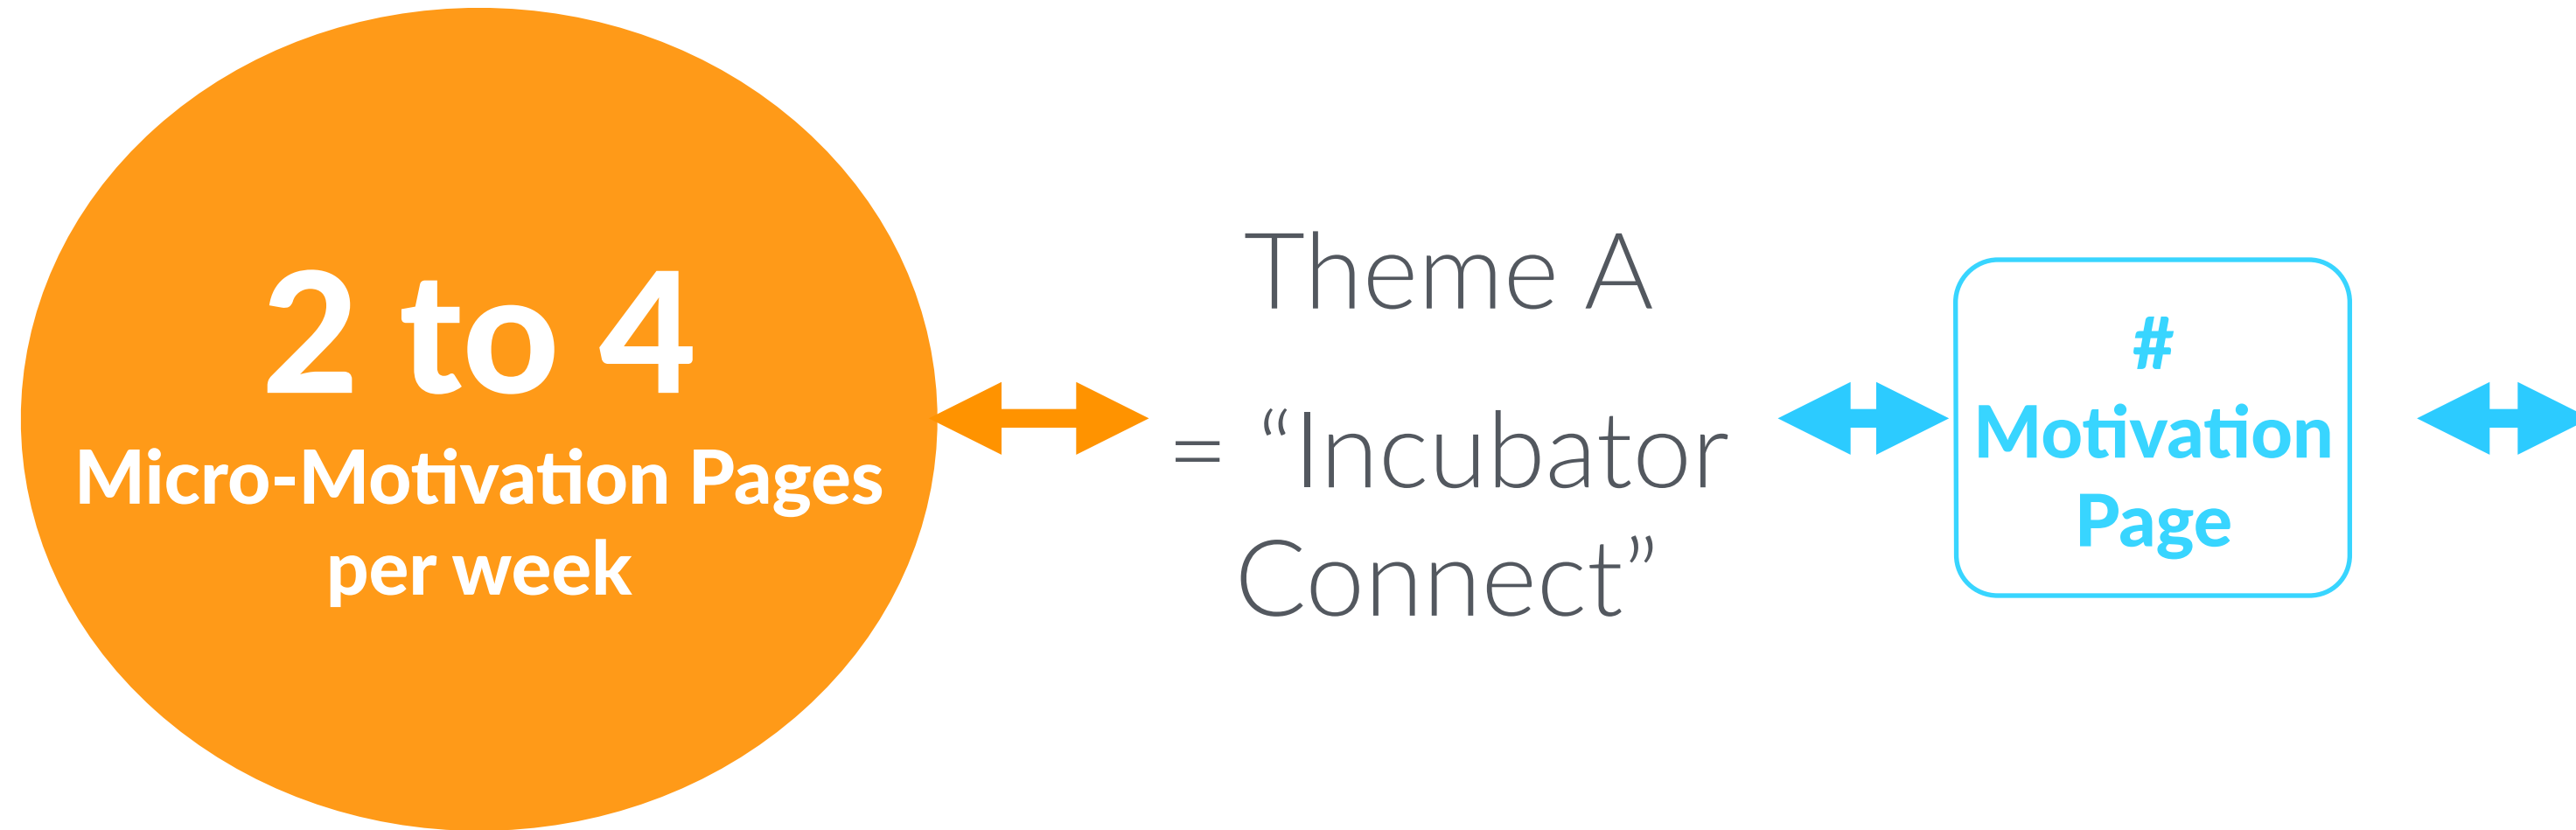 2 to 4
Micro-Motivation Pages
per week
Theme A
= “Incubator
Connect”
#
Motivation
Page